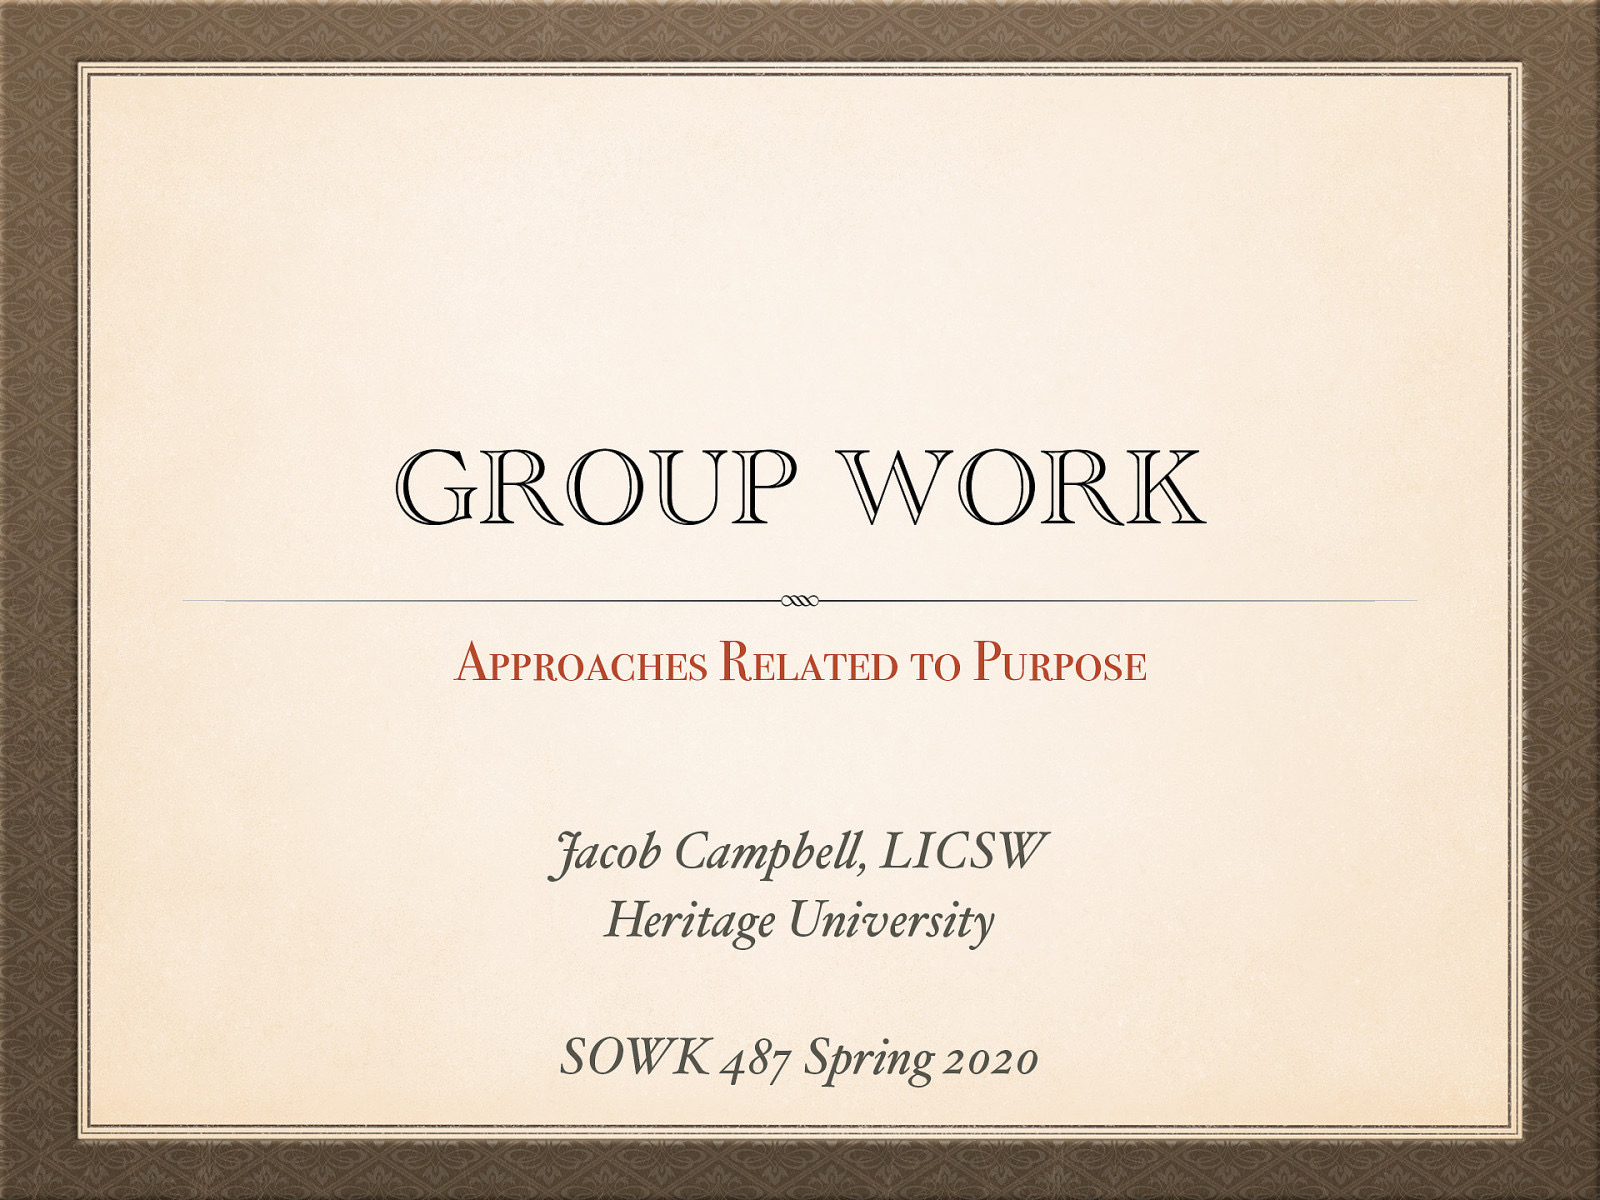 GROUP WORK
Approaches Related to Purpose
Jacob Campbell, LICSW
Heritage University
SOWK 487 Spring 2020